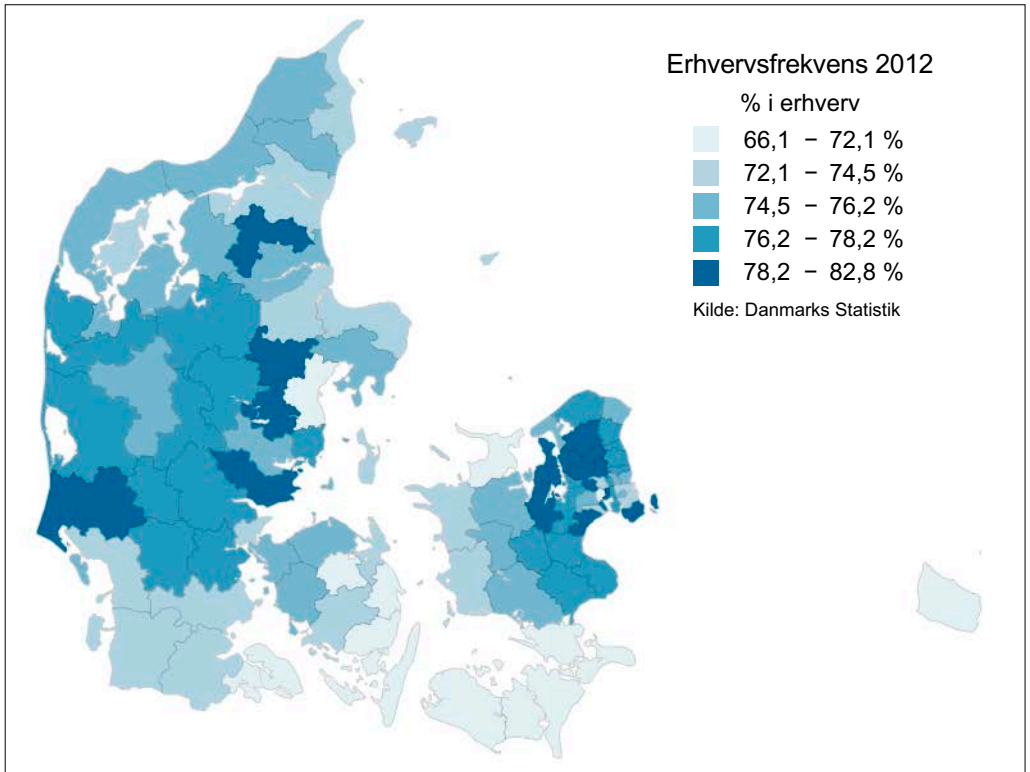 Erhvervsfrekvens 2012
% i erhverv
66,1 – 72,1 %
72,1 – 74,5 %
74,5 – 76,2 %
76,2 – 78,2 %
78,2 – 82,8 %
Kilde: Danmarks Statistik